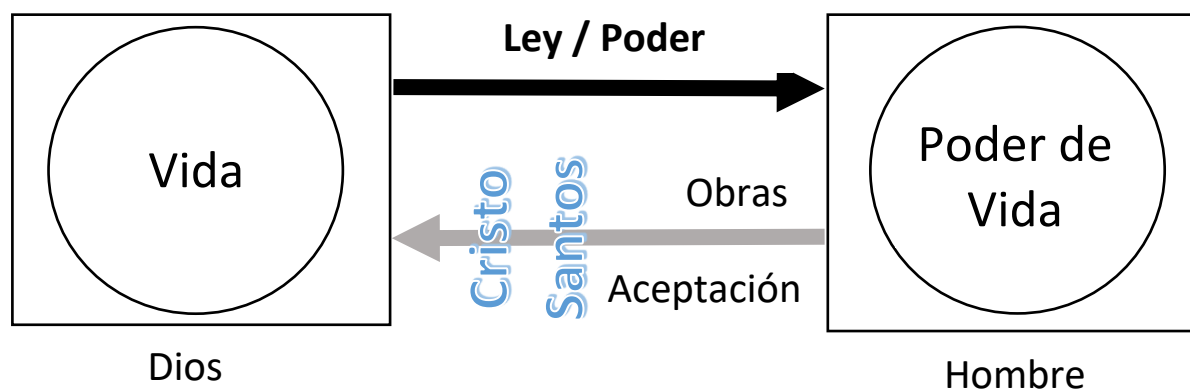 Ley / Poder
Vida
Poder de
Vida
Obras
Cristo
Santos
Aceptación
Dios
Hombre